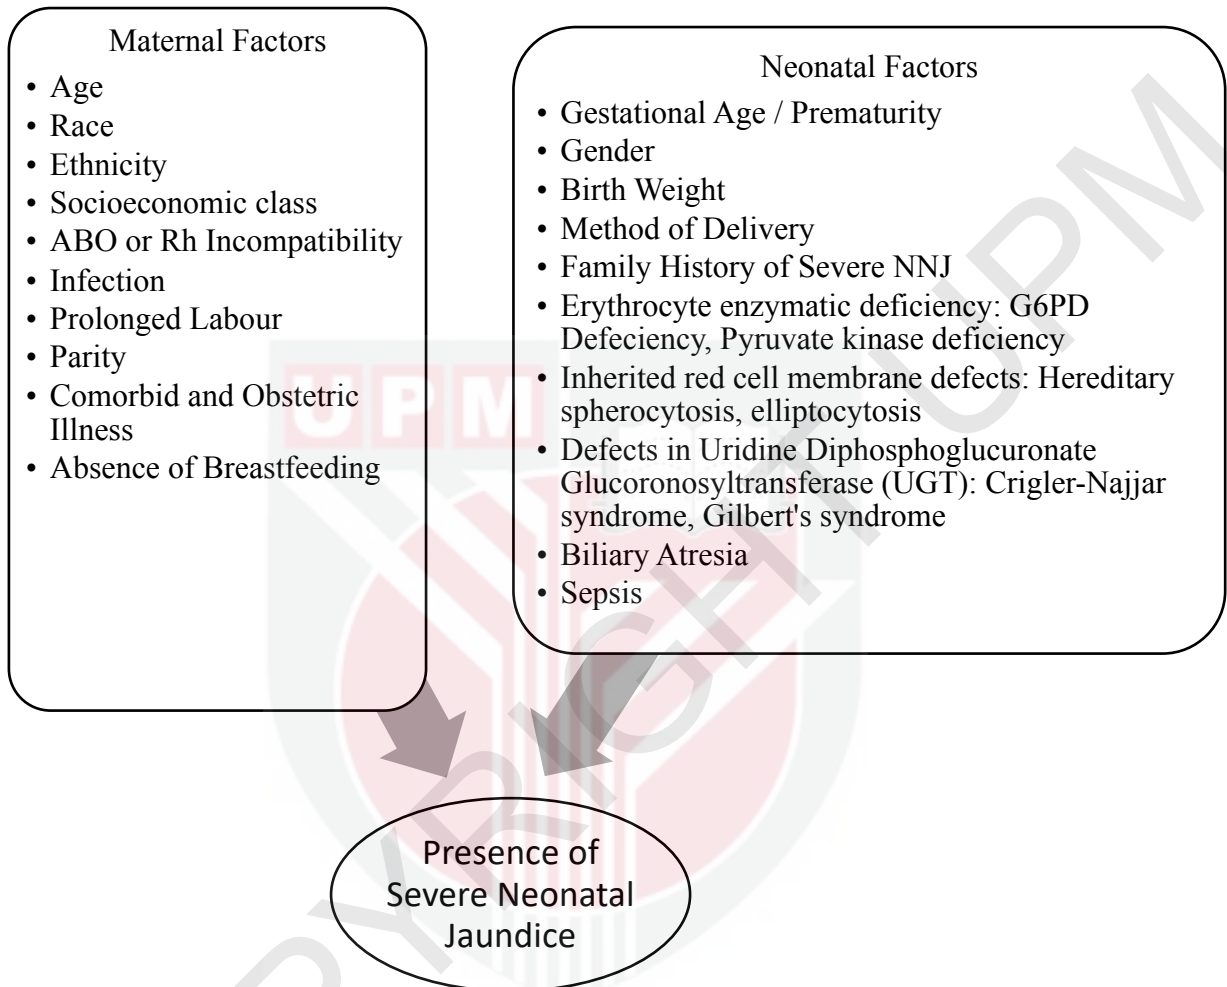 Maternal Factors
• Age
• Race
• Ethnicity
• Socioeconomic class
• ABO or Rh Incompatibility
• Infection
• Prolonged Labour
• Parity
• Comorbid and Obstetric
Illness
• Absence of Breastfeeding
Neonatal Factors
• Gestational Age / Prematurity
• Gender
• Birth Weight
• Method of Delivery
• Family History of Severe NNJ
• Erythrocyte enzymatic deficiency: G6PD
Defeciency, Pyruvate kinase deficiency
• Inherited red cell membrane defects: Hereditary
spherocytosis, elliptocytosis
• Defects in Uridine Diphosphoglucuronate
Glucoronosyltransferase (UGT): Crigler-Najjar
syndrome, Gilbert's syndrome
• Biliary Atresia
• Sepsis
Presence of
Severe Neonatal
Jaundice
UPM
PYRIGHT UPM